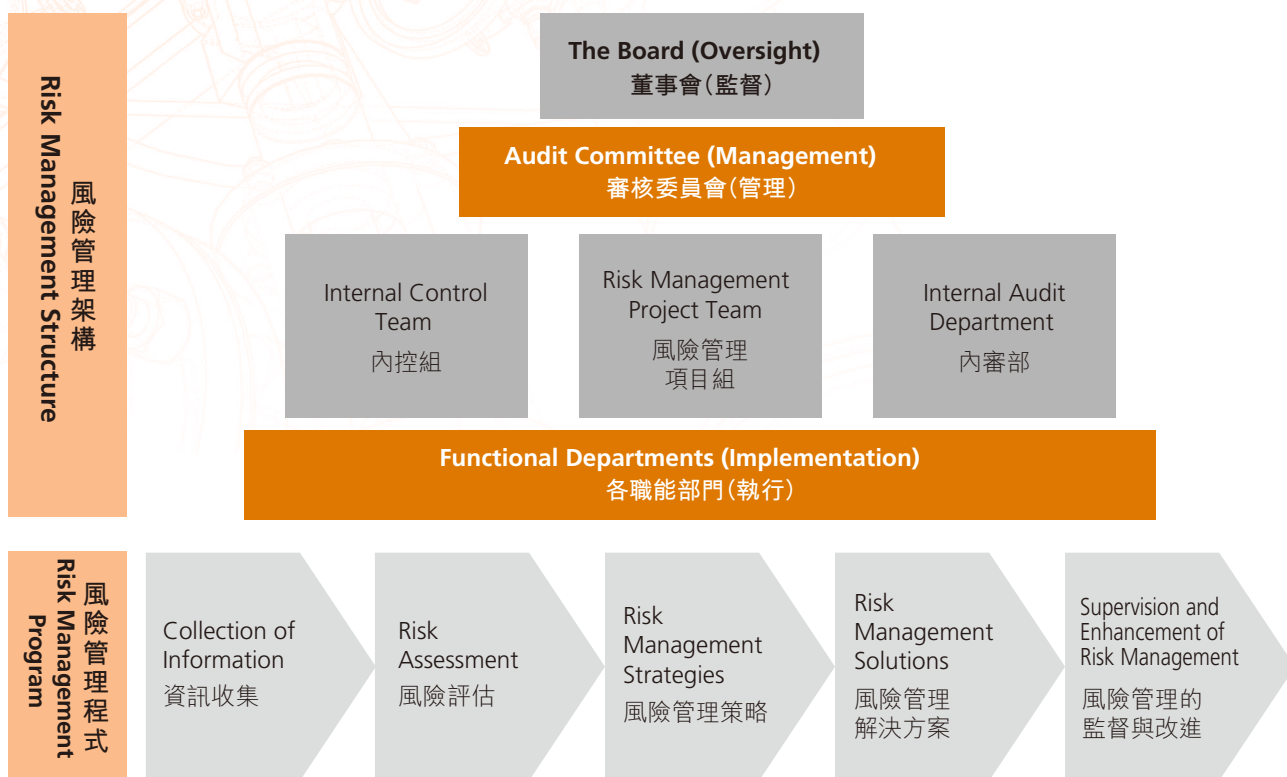 風險管理架構
Risk Management Structure
The Board (Oversight)
董事會(監督)
Audit Committee (Management)
審核委員會(管理)
Internal Control
Team
內控組
Risk Management
Project Team
風險管理
項目組
Internal Audit
Department
內審部
Functional Departments (Implementation)
各職能部門(執行)
風險管理程式
Risk Management
Program
Collection of
Information
資訊收集
Risk
Assessment
風險評估
Risk
Management
Strategies
風險管理策略
Risk
Management
Solutions
風險管理
解決方案
Supervision and
Enhancement of
Risk Management
風險管理的
監督與改進